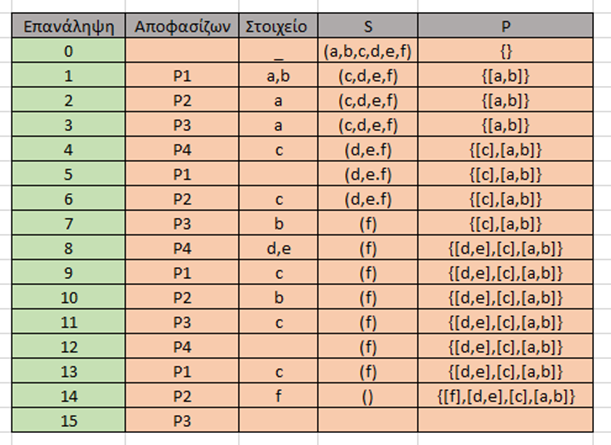 Επανάληψη Αποφασίζων Στοιχείο S P
0 _ (a,b,c,d,e,f) {}
1 P1 a,b (c,d,e,f) {[a,b]}
2 P2 a (c,d,e,f) {[a,b]}
3 P3 a (c,d,e,f) {[a,b]}
4 P4 c (d,e.f) {[c],[a,b]}
5 P1 (d,e.f) {[c],[a,b]}
6 P2 c (d,e.f) {[c],[a,b]}
7 P3 b (f) {[c],[a,b]}
8 P4 d,e (f) {[d,e],[c],[a,b]}
9 P1 c (f) {[d,e],[c],[a,b]}
10 P2 b (f) {[d,e],[c],[a,b]}
11 P3 c (f) {[d,e],[c],[a,b]}
12 P4 (f) {[d,e],[c],[a,b]}
13 P1 c (f) {[d,e],[c],[a,b]}
14 P2 f () {[f],[d,e],[c],[a,b]}
15 P3